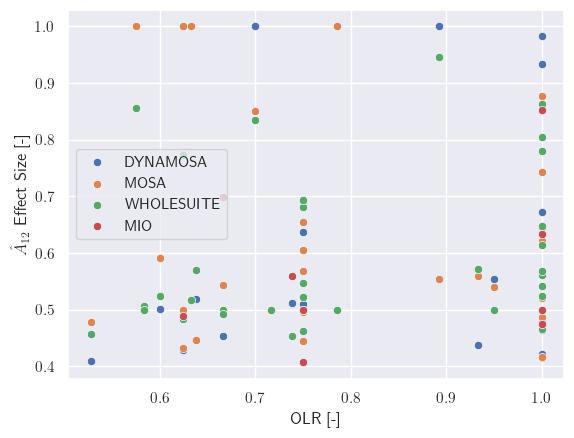 1.0
0.9
0.8
0.7
0.6
0.5
0.4
Â12 Effect Size [-]
DYNAMOSA
MOSA
WHOLESUITE
MIO
0.6 0.7 0.8 0.9 1.0
OLR [-]